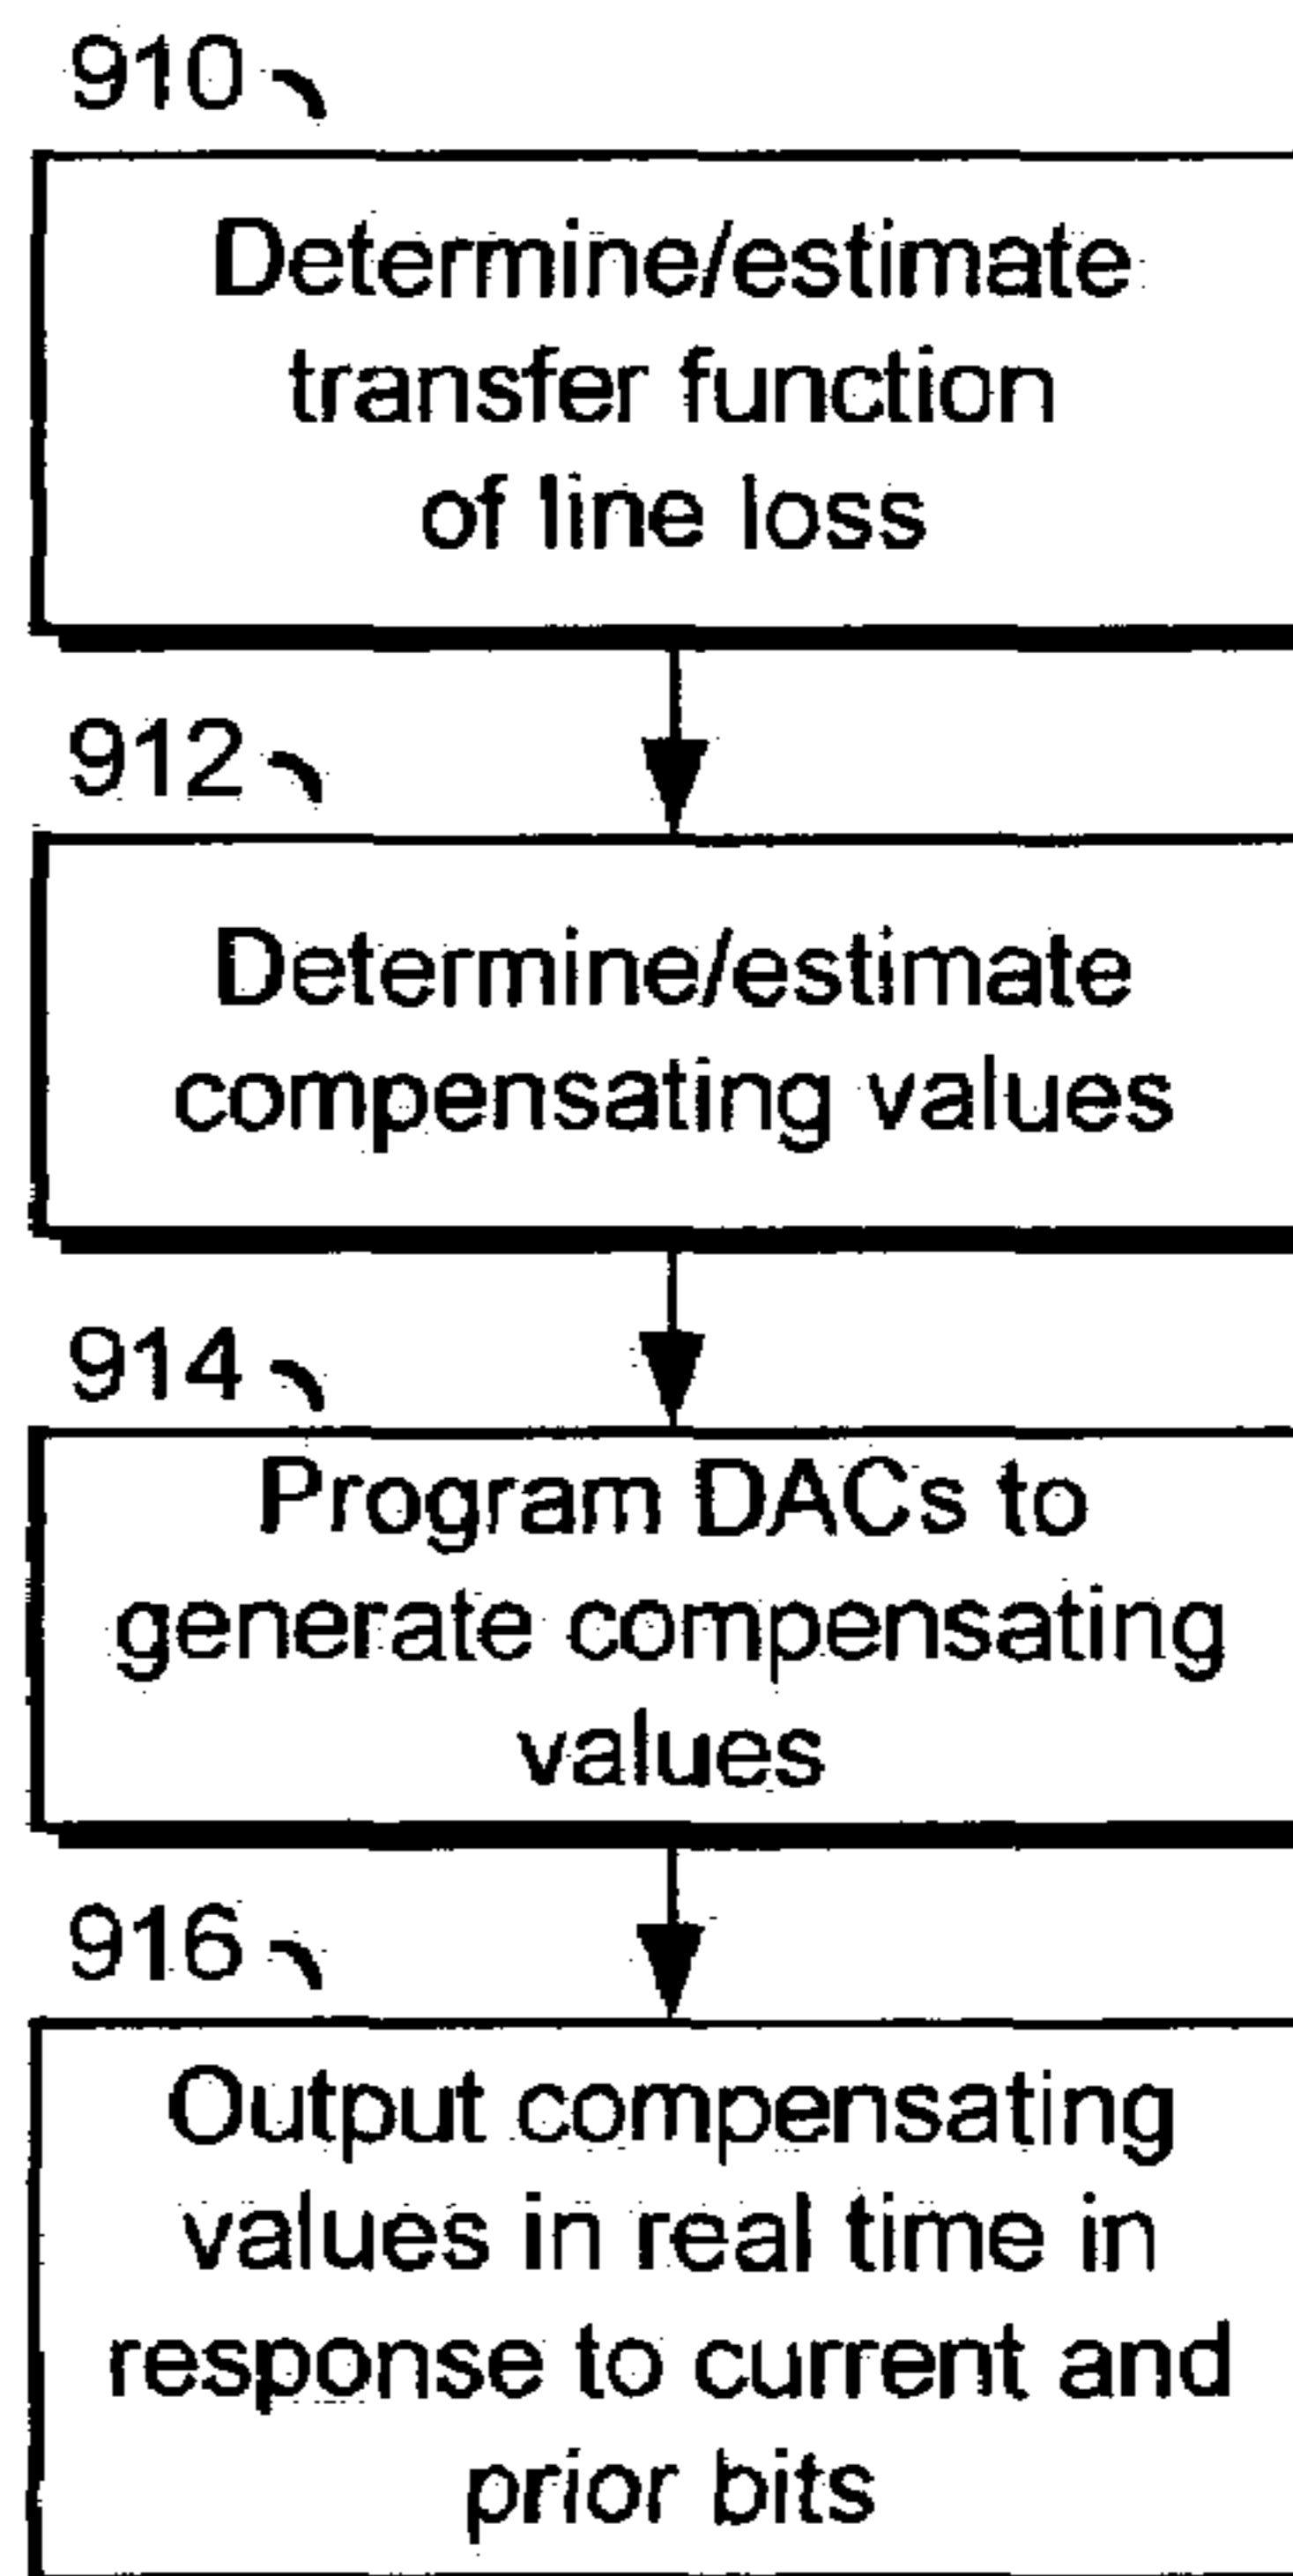 910
Determine/estimate
transfer function
of line loss
912
Determine/estimate
compensating values
914
Program DACs to
generate compensating
values
916
Output compensating
values in real time in
response to current and
prior bits